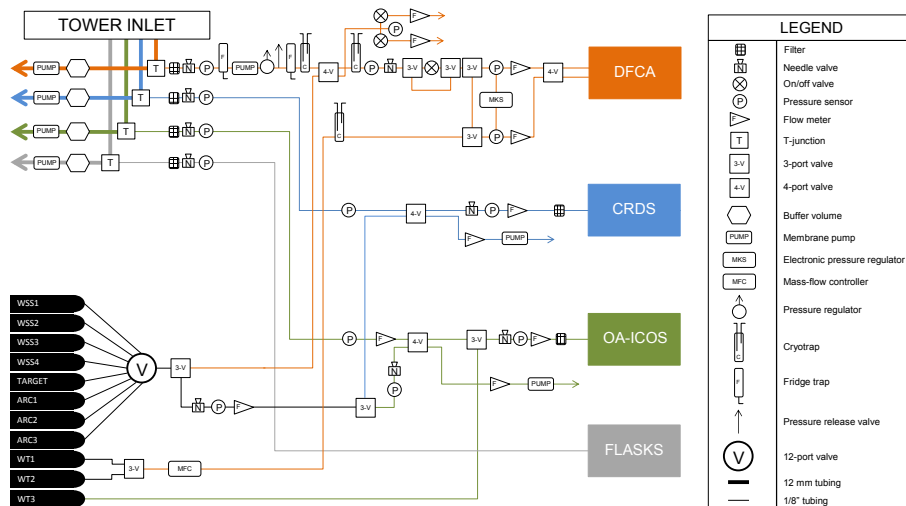 TOWER INLET
PUMP
T
N
P
F
PUMP
F
C
4-V
C
P
F
F
P
N
3-V
3-V
3-V
P
F
4-V
DFCA
MKS
C
3-V
P
F
PUMP
T
N
P
PUMP
T
N
P
PUMP
T
N
P
P
4-V
N
P
F
CRDS
F
PUMP
P
F
4-V
3-V
N
P
F
OA-ICOS
N
P
F
PUMP
WSS1
WSS2
WSS3
WSS4
TARGET
ARC1
ARC2
ARC3
WT1
WT2
WT3
V
3-V
N
P
F
3-V
3-V
MFC
FLASKS
LEGEND
Filter
N Needle valve
On/off valve
P Pressure sensor
F Flow meter
T T-junction
3-V 3-port valve
4-V 4-port valve
Buffer volume
PUMP Membrane pump
MKS Electronic pressure regulator
MFC Mass-flow controller
Pressure regulator
C Cryotrap
F Fridge trap
Pressure release valve
V 12-port valve
12 mm tubing
1/8" tubing